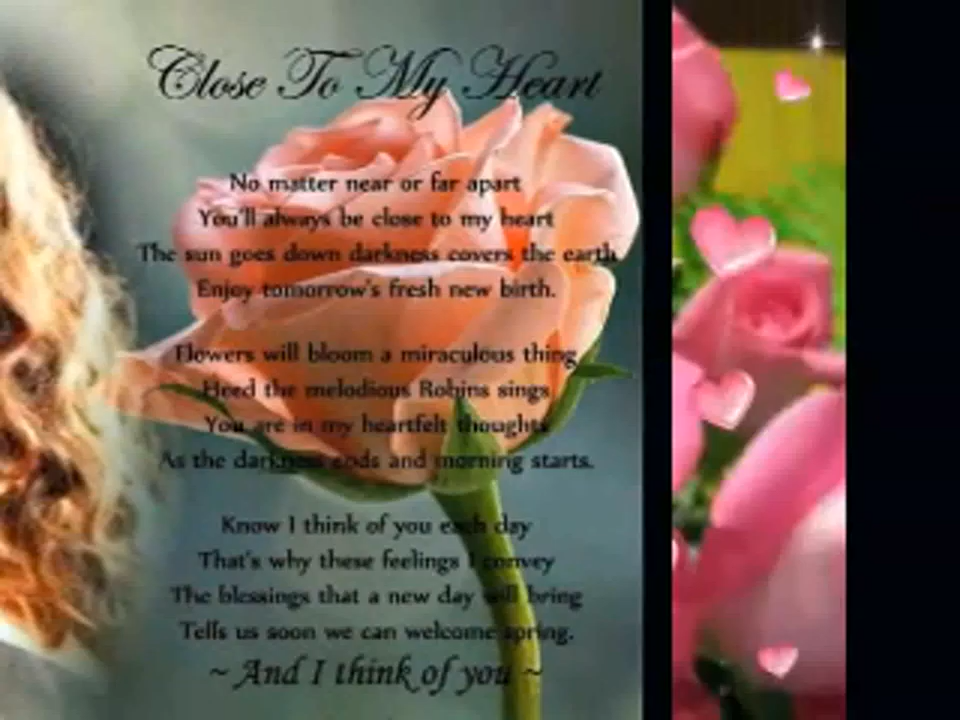 Close To My Heart
No matter near or far apart
You'll always be close to my heart
The sun goes down darkness covers the earth
Enjoy tomorrow's fresh new birth.
Flowers will bloom a miraculous thing
Heed the melodious Robins sings
You are in my heartfelt thoughts
As the darkness ends and morning starts.
Know I think of you each day
That's why these feelings I convey
The blessings that a new day will bring
Tells us soon we can welcome spring.
~ And I think of you ~